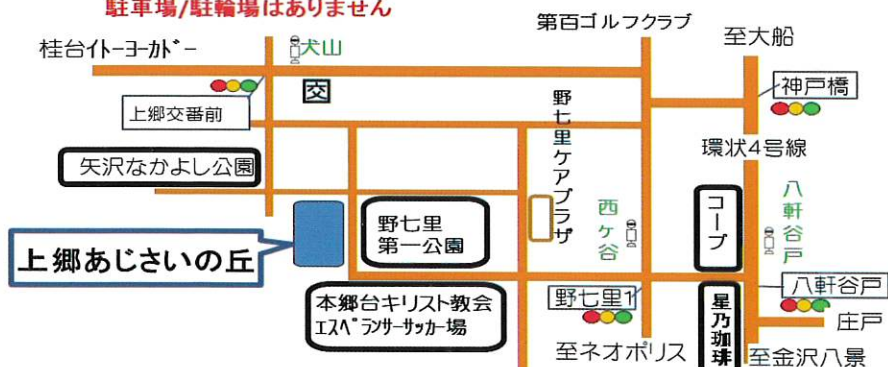 駐車場/駐輪場はありません
第百ゴルフクラブ
桂台イトーヨーカドー
犬山
至大船
交
神戸橋
上郷交番前
野七里ケアプラザ
環状4号線
矢沢なかよし公園
八軒谷戸
コープ
西ケ谷
野七里
第一公園
上郷あじさいの丘
本郷台キリスト教会
エスペランサーサッカー場
野七里1
八軒谷戸
星乃珈琲
庄戸
至ネオポリス
至金沢八景